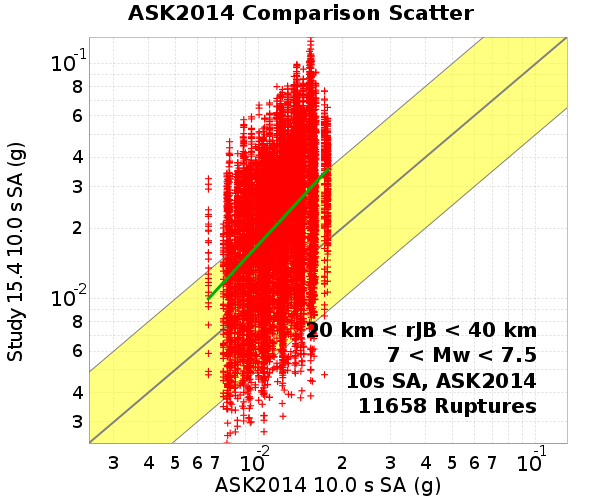 ASK2014 Comparison Scatter
Study 15.4 10.0 s SA (g)
10^-1
8
6
4
3
2
10^-2
8
6
4
3
20 km < rJB < 40 km
7 < Mw < 7.5
10s SA, ASK2014
11658 Ruptures
3 4 5 6 7 10^-2 2 3 4 5 6 7 10^-1
ASK2014 10.0 s SA (g)